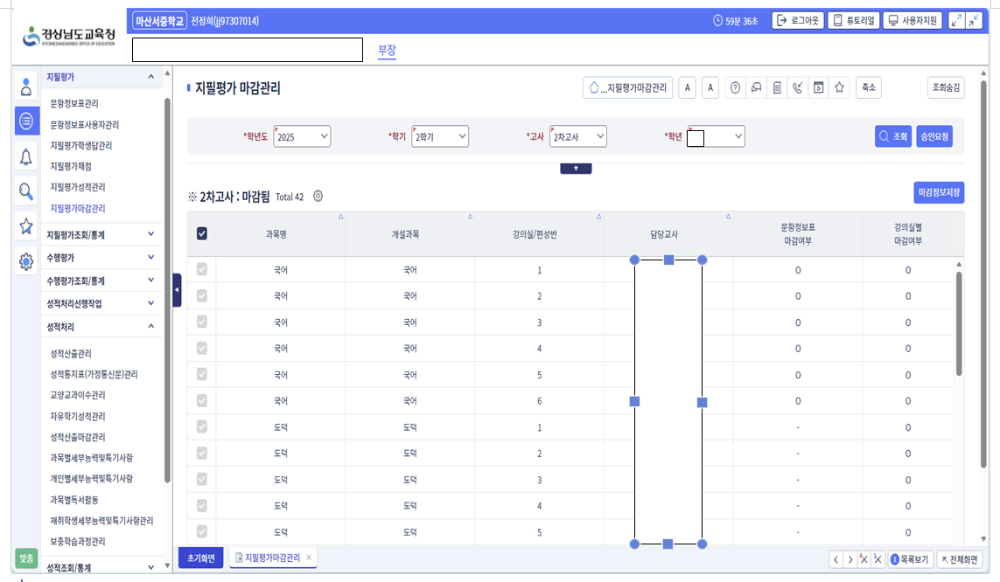 경상남도교육청
GYEONGSANGNAMDO OFFICE OF EDUCATION
마산서중학교 전정희(jj97307014)
59분 36초 로그아웃 튜토리얼 사용자지원
부장
지필평가
문항정보표관리
문항정보표사용자관리
지필평가학생답관리
지필평가채점
지필평가성적관리
지필평가마감관리
지필평가조회/통계
수행평가
수행평가조회/통계
성적처리선행작업
성적처리
성적산출관리
성적통지표(가정통신문)관리
교양교과이수관리
자유학기성적관리
성적산출마감관리
과목별세부능력및특기사항
개인별세부능력및특기사항
과목별독서활동
재취학생세부능력및특기사항관리
보충학습과정관리
성적조회/통계
맞춤
지필평가 마감관리
...지필평가마감관리 A A 축소 조회숨김
*학년도 2025 *학기 2학기 *고사 2차고사 *학년 조회 승인요청
※ 2차고사 : 마감됨 Total 42 마감정보저장
과목명 개설과목 강의실/편성반 담당교사 문항정보표 마감여부 강의실별 마감여부
국어 국어 1 O O
국어 국어 2 O O
국어 국어 3 O O
국어 국어 4 O O
국어 국어 5 O O
국어 국어 6 O O
도덕 도덕 1 - O
도덕 도덕 2 - O
도덕 도덕 3 - O
도덕 도덕 4 - O
도덕 도덕 5 - O
초기화면 지필평가마감관리 X 1 목록보기 전체화면